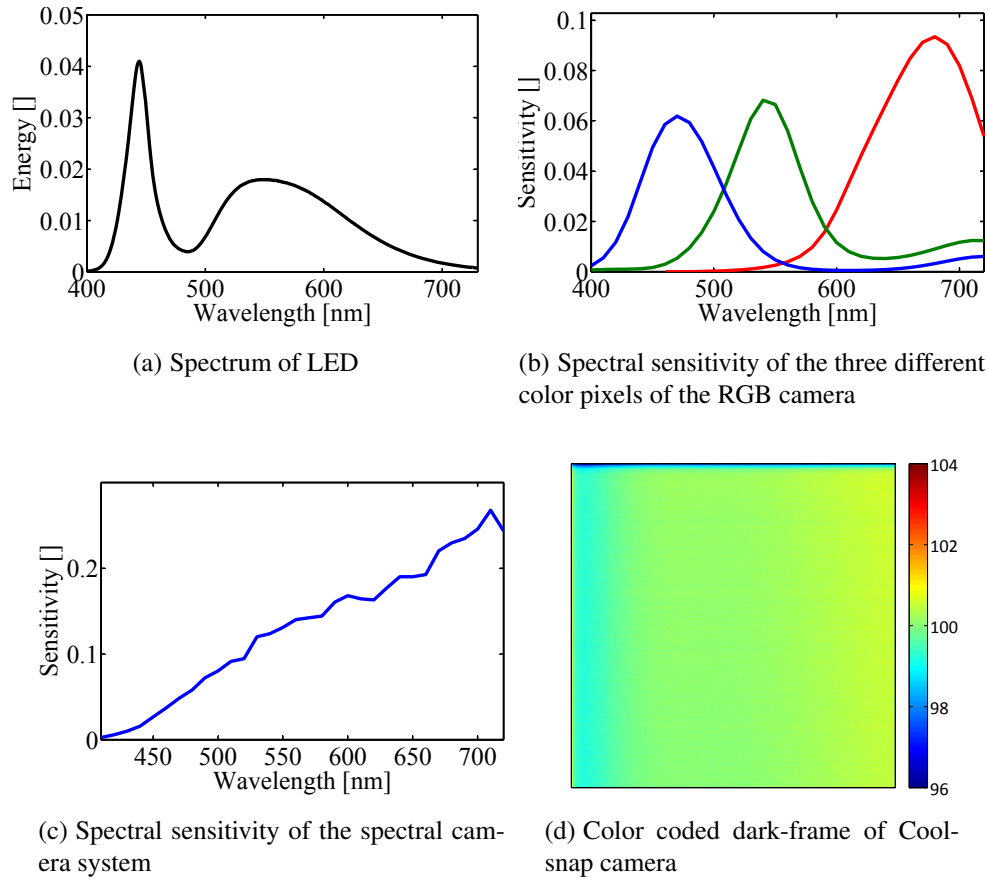 0.05
0.04
0.03
0.02
0.01
0
Energy []
400 500 600 700
Wavelength [nm]
(a) Spectrum of LED
0.1
0.08
0.06
0.04
0.02
0
Sensitivity []
400 500 600 700
Wavelength [nm]
(b) Spectral sensitivity of the three different
color pixels of the RGB camera
0.2
0.1
0
Sensitivity []
450 500 550 600 650 700
Wavelength [nm]
(c) Spectral sensitivity of the spectral cam-
era system
104
102
100
98
96
(d) Color coded dark-frame of Cool-
snap camera